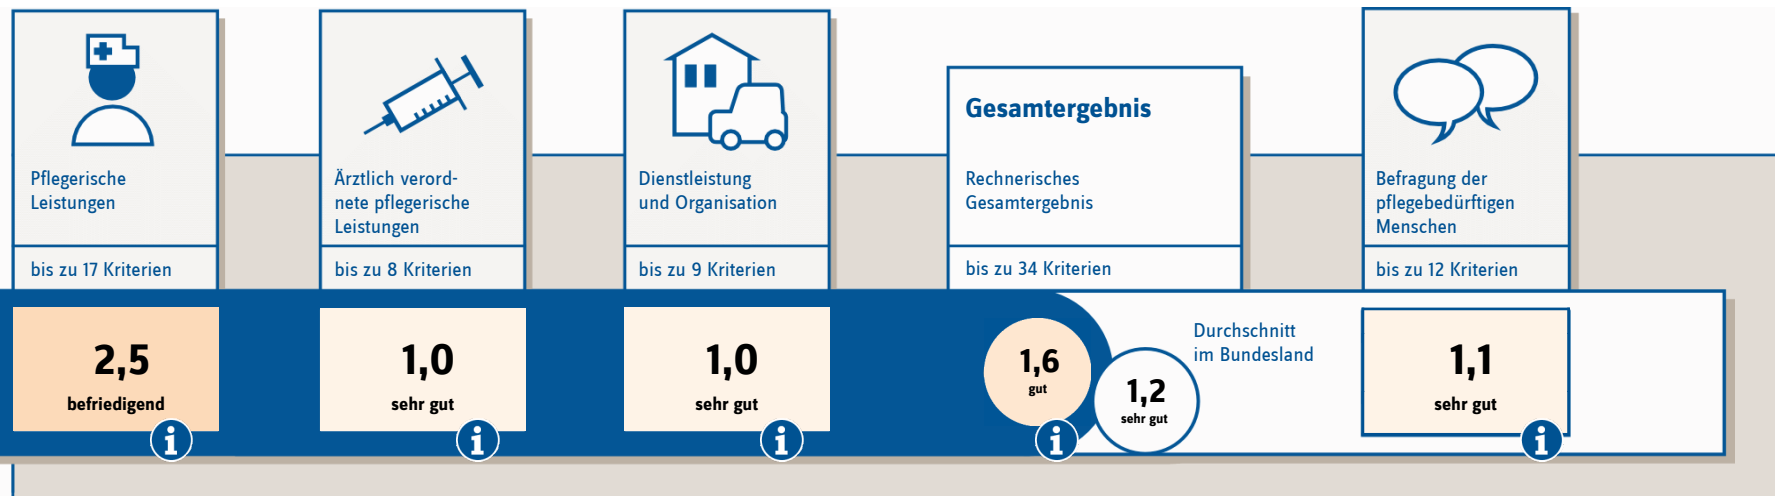 Pflegerische
Leistungen
bis zu 17 Kriterien
2,5
befriedigend
i
Ärztlich verord-
nete pflegerische
Leistungen
bis zu 8 Kriterien
1,0
sehr gut
i
Dienstleistung
und Organisation
bis zu 9 Kriterien
1,0
sehr gut
i
Gesamtergebnis
Rechnerisches
Gesamtergebnis
bis zu 34 Kriterien
1,6
gut
i
1,2
sehr gut
Durchschnitt
im Bundesland
Befragung der
pflegebedürftigen
Menschen
bis zu 12 Kriterien
1,1
sehr gut
i